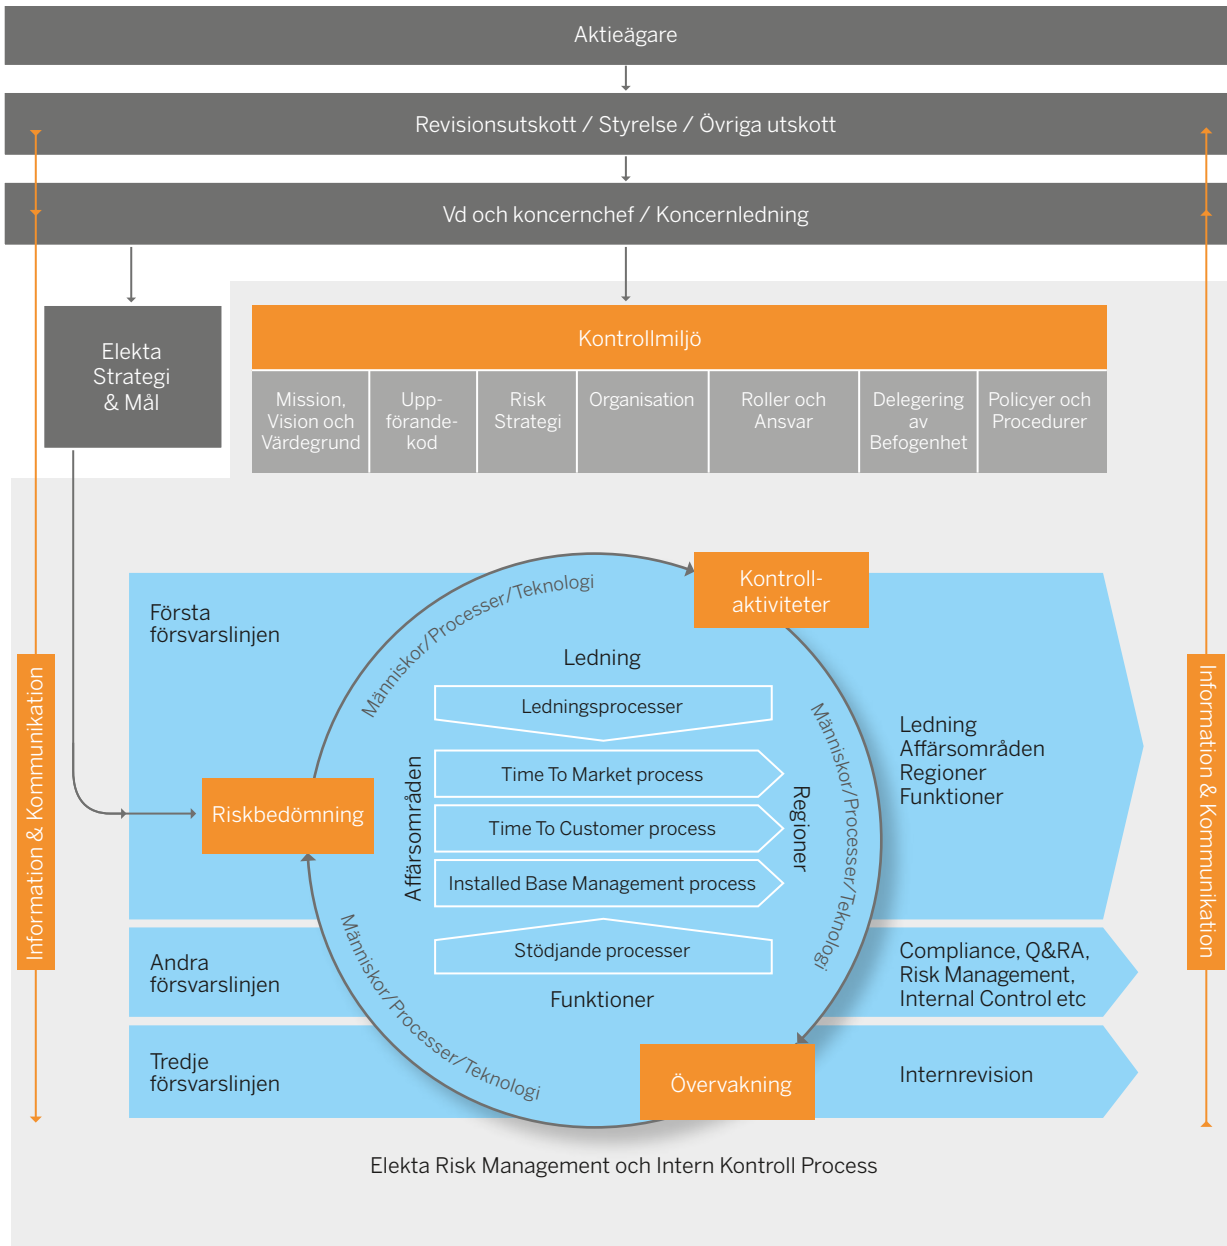 Aktieägare
Revisionsutskott / Styrelse / Övriga utskott
Vd och koncernchef / Koncernledning
Elekta
Strategi
& Mål
Kontrollmiljö
Mission,
Vision och
Värdegrund
Upp-
förande-
kod
Risk
Strategi
Organisation
Roller och
Ansvar
Delegering
av
Befogenhet
Policyer och
Procedurer
Information & Kommunikation
Första
försvarslinjen
Människor/Processer/Teknologi
Kontroll-
aktiviteter
Ledning
Ledningsprocesser
Affärsområden
Time To Market process
Time To Customer process
Installed Base Management process
Regioner
Stödjande processer
Funktioner
Riskbedömning
Människor/Processer/Teknologi
Ledning
Affärsområden
Regioner
Funktioner
Information & Kommunikation
Andra
försvarslinjen
Människor/Processer/Teknologi
Compliance, Q&RA,
Risk Management,
Internal Control etc
Tredje
försvarslinjen
Övervakning
Internrevision
Elekta Risk Management och Intern Kontroll Process